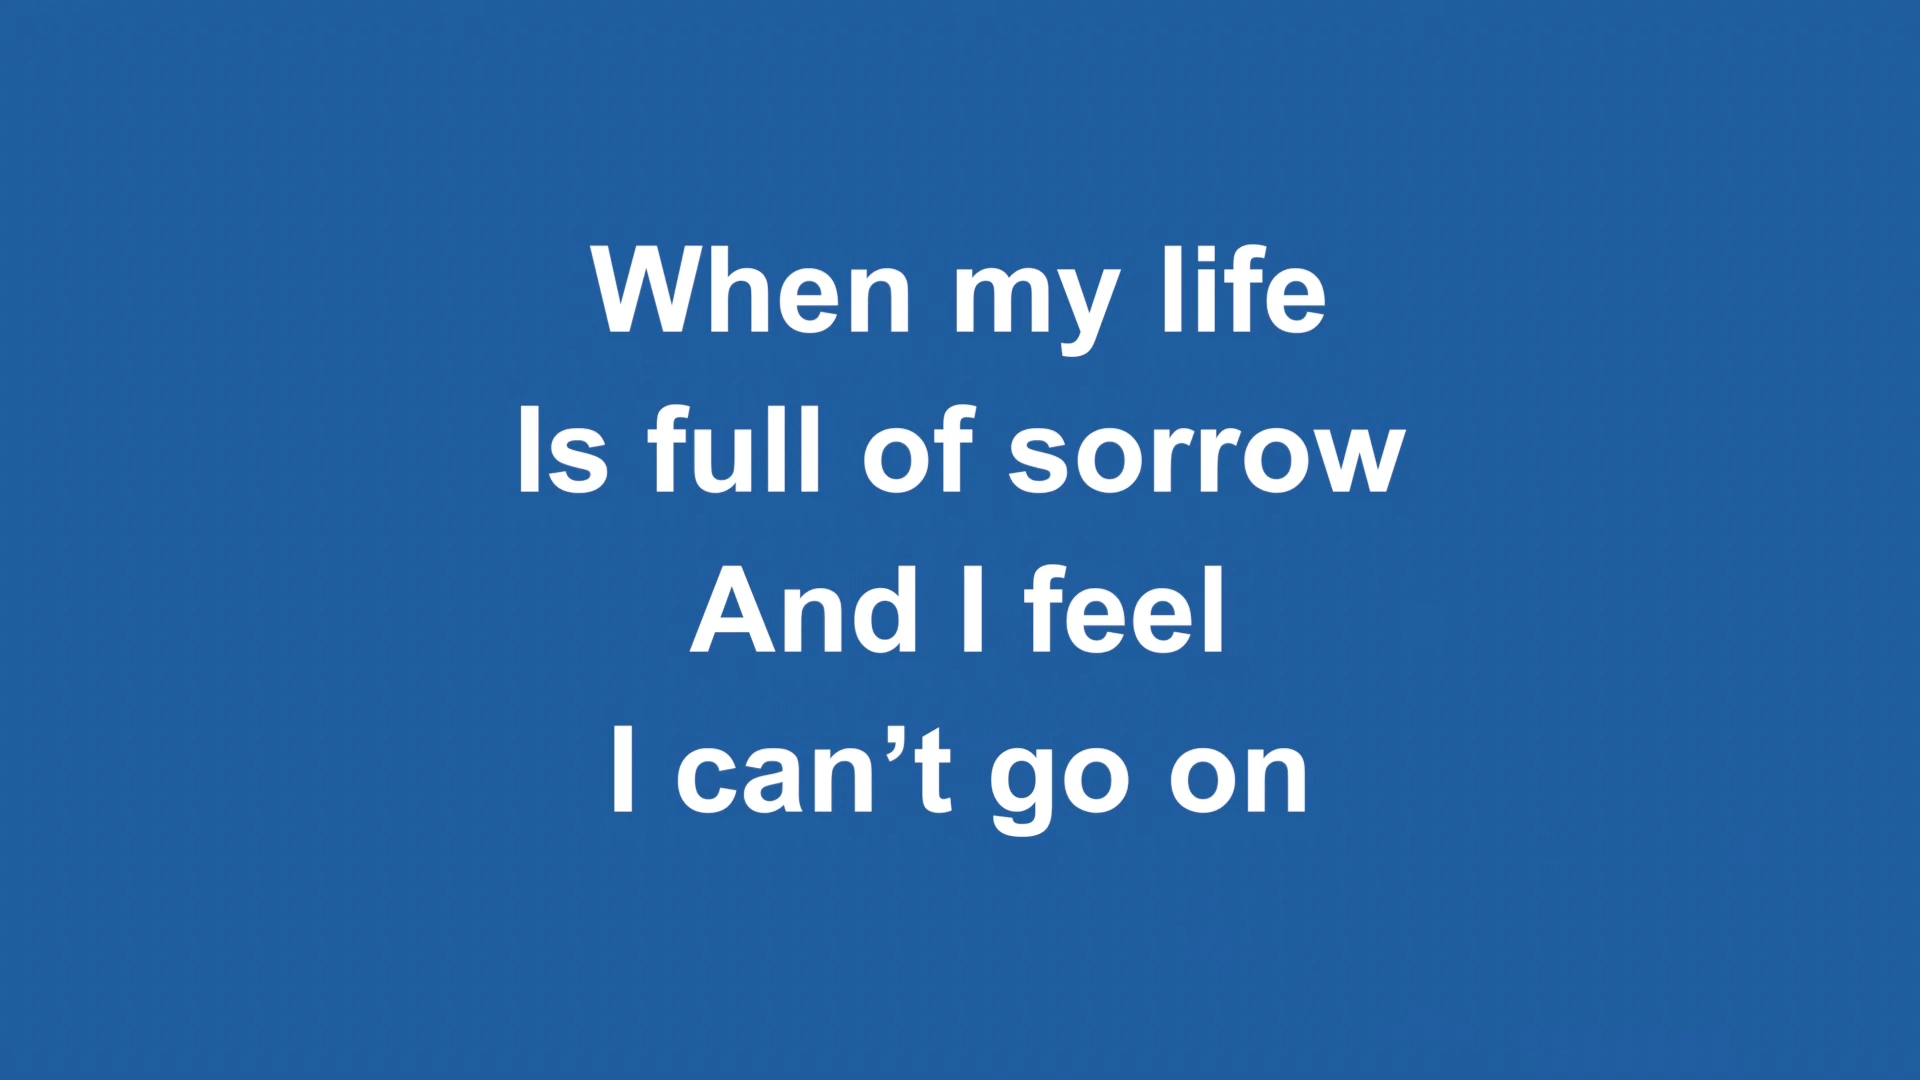 When my life
Is full of sorrow
And I feel
I can’t go on